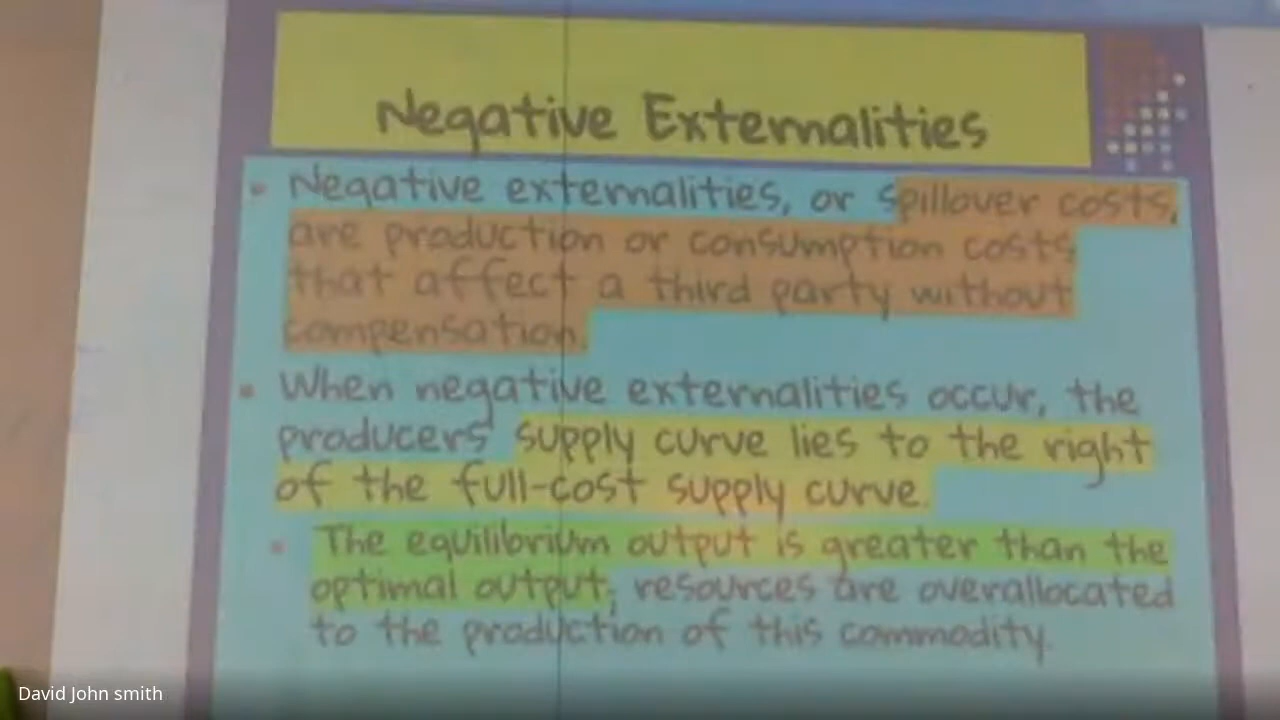 Negative Externalities
• Negative externalities, or spillover costs,
are production or consumption costs
that affect a third party without
compensation.
• When negative externalities occur, the
producers' supply curve lies to the right
of the full-cost supply curve.
• The equilibrium output is greater than the
optimal output; resources are overallocated
to the production of this commodity.
David John smith